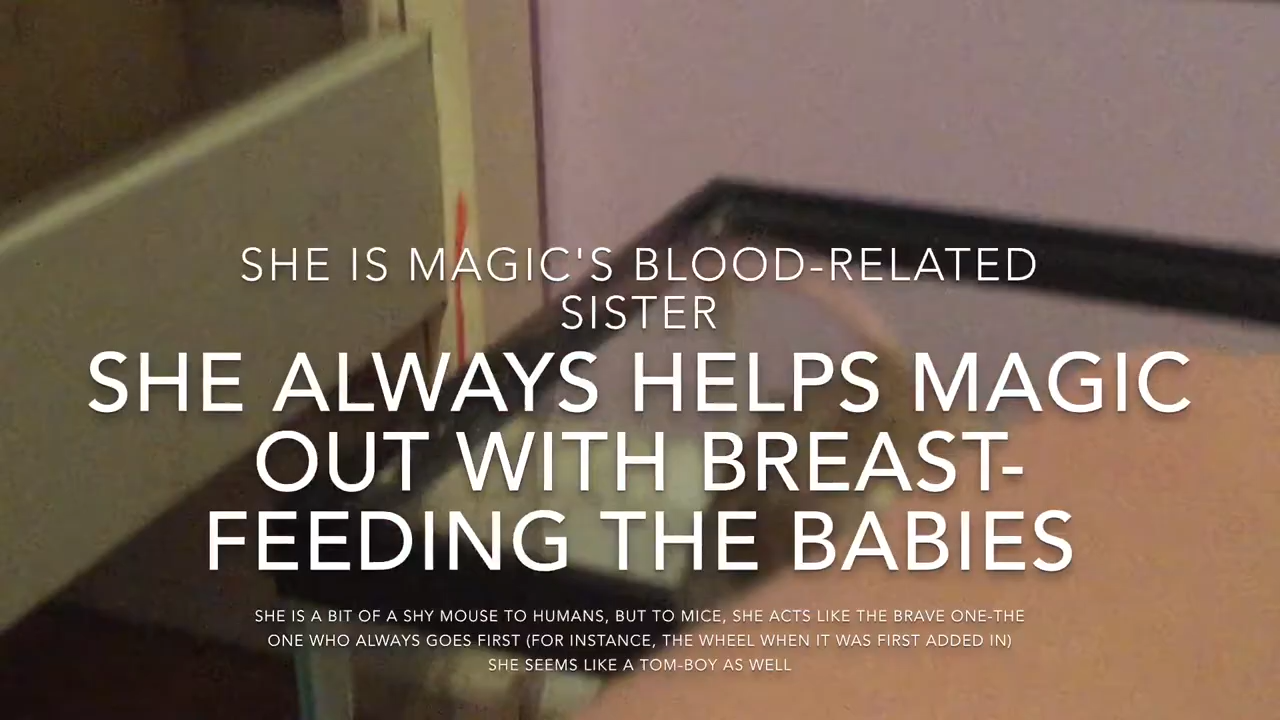 SHE IS MAGIC'S BLOOD-RELATED
SISTER
SHE ALWAYS HELPS MAGIC
OUT WITH BREAST-
FEEDING THE BABIES
SHE IS A BIT OF A SHY MOUSE TO HUMANS, BUT TO MICE, SHE ACTS LIKE THE BRAVE ONE-THE
ONE WHO ALWAYS GOES FIRST (FOR INSTANCE, THE WHEEL WHEN IT WAS FIRST ADDED IN)
SHE SEEMS LIKE A TOM-BOY AS WELL